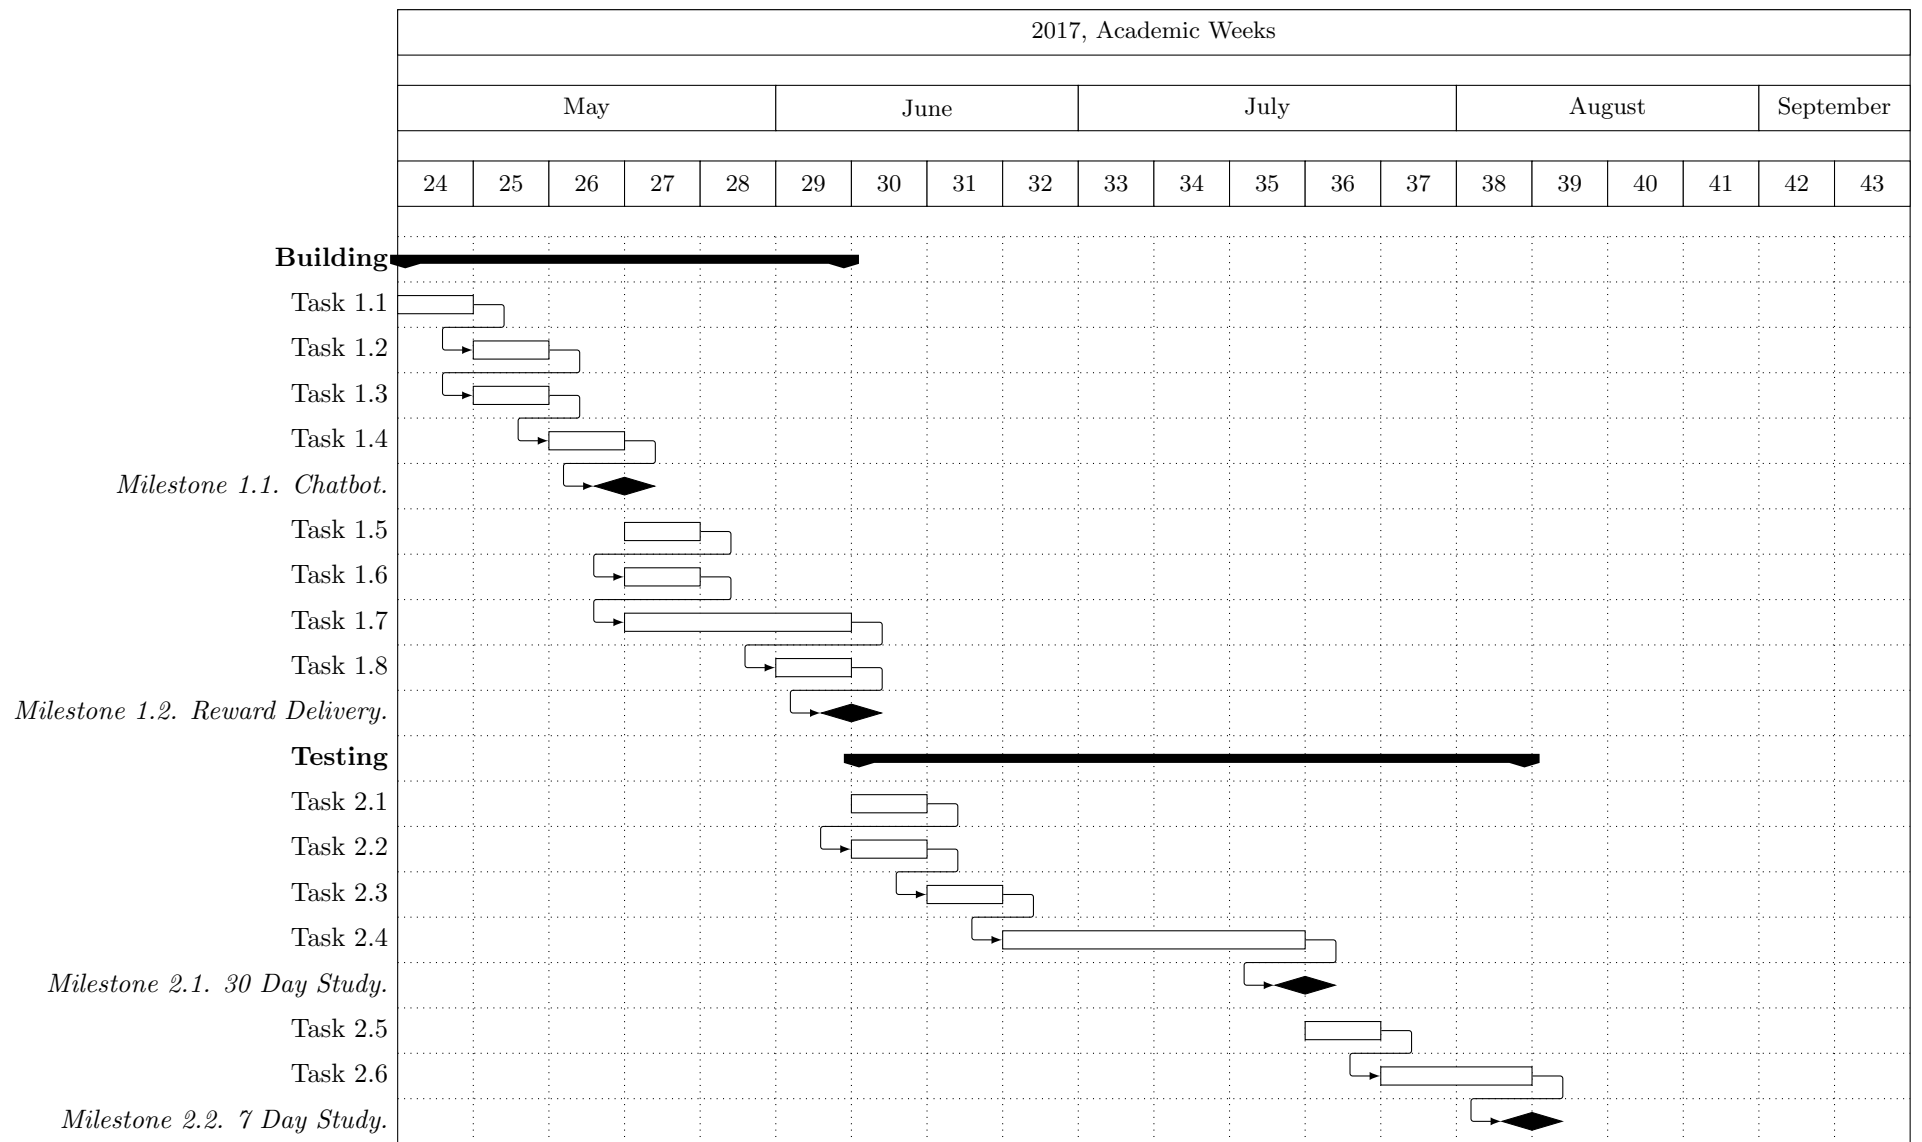 2017, Academic Weeks
May June July August September
24 25 26 27 28 29 30 31 32 33 34 35 36 37 38 39 40 41 42 43
Building
Task 1.1
Task 1.2
Task 1.3
Task 1.4
Milestone 1.1. Chatbot.
Task 1.5
Task 1.6
Task 1.7
Task 1.8
Milestone 1.2. Reward Delivery.
Testing
Task 2.1
Task 2.2
Task 2.3
Task 2.4
Milestone 2.1. 30 Day Study.
Task 2.5
Task 2.6
Milestone 2.2. 7 Day Study.